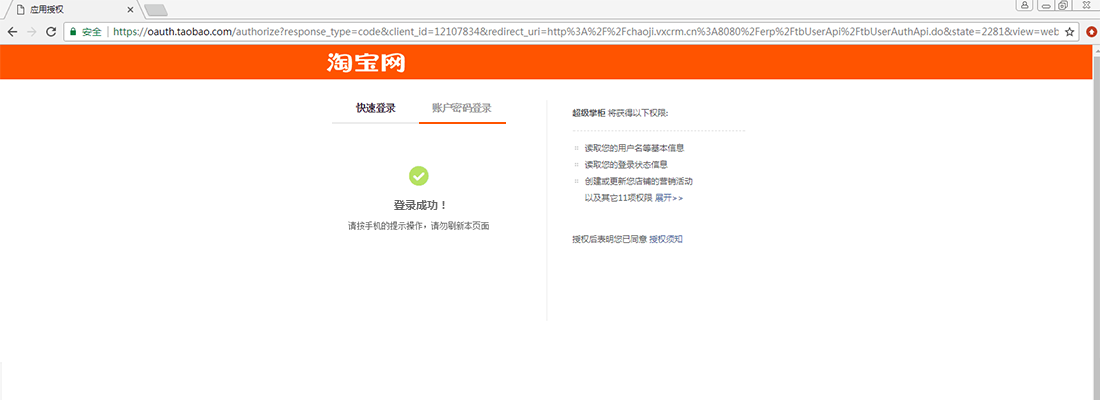 应用授权
安全 https://oauth.taobao.com/authorize?response_type=code&client_id=12107834&redirect_uri=http%3A%2F%2Fchaoji.vxcrm.cn%3A8080%2Ferp%2FtbUserApi%2FtbUserAuthApi.do&state=2281&view=web
淘宝网
快速登录 账户密码登录
登录成功！
请按手机的提示操作，请勿刷新本页面
超级掌柜 将获得以下权限:
读取您的用户名等基本信息
读取您的登录状态信息
创建或更新您店铺的营销活动
以及其它11项权限 展开>>
授权后表明您已同意 授权须知